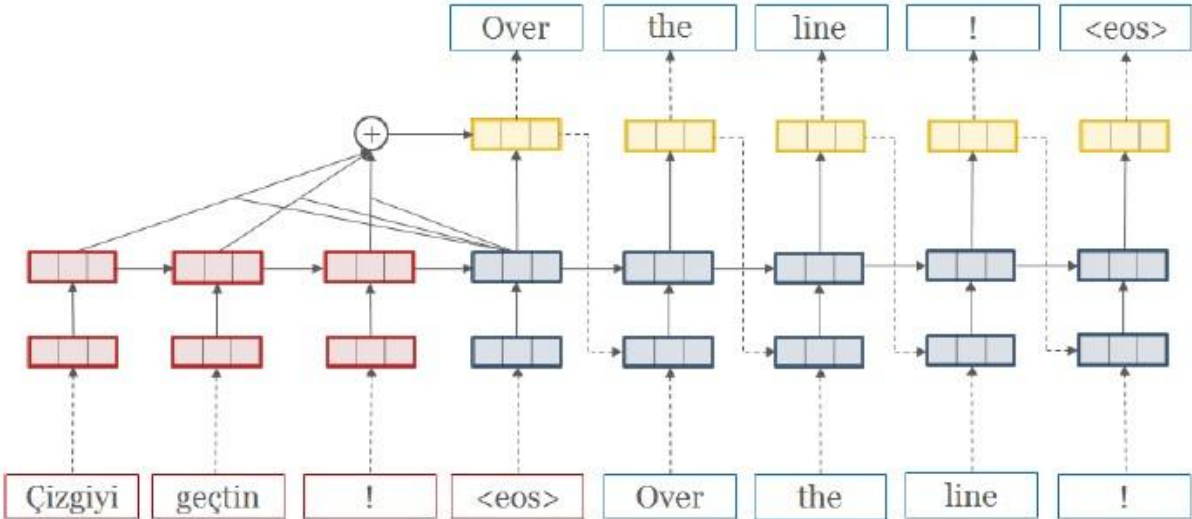 Over the line ! <eos>
+
Çizgiyi geçtin ! <eos> Over the line !